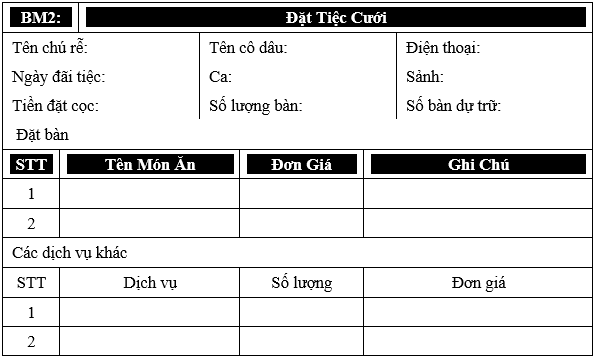 BM2: Đặt Tiệc Cưới
Tên chú rễ: Tên cô dâu: Điện thoại:
Ngày đãi tiệc: Ca: Sảnh:
Tiền đặt cọc: Số lượng bàn: Số bàn dự trữ:
Đặt bàn
STT Tên Món Ăn Đơn Giá Ghi Chú
1
2
Các dịch vụ khác
STT Dịch vụ Số lượng Đơn giá
1
2